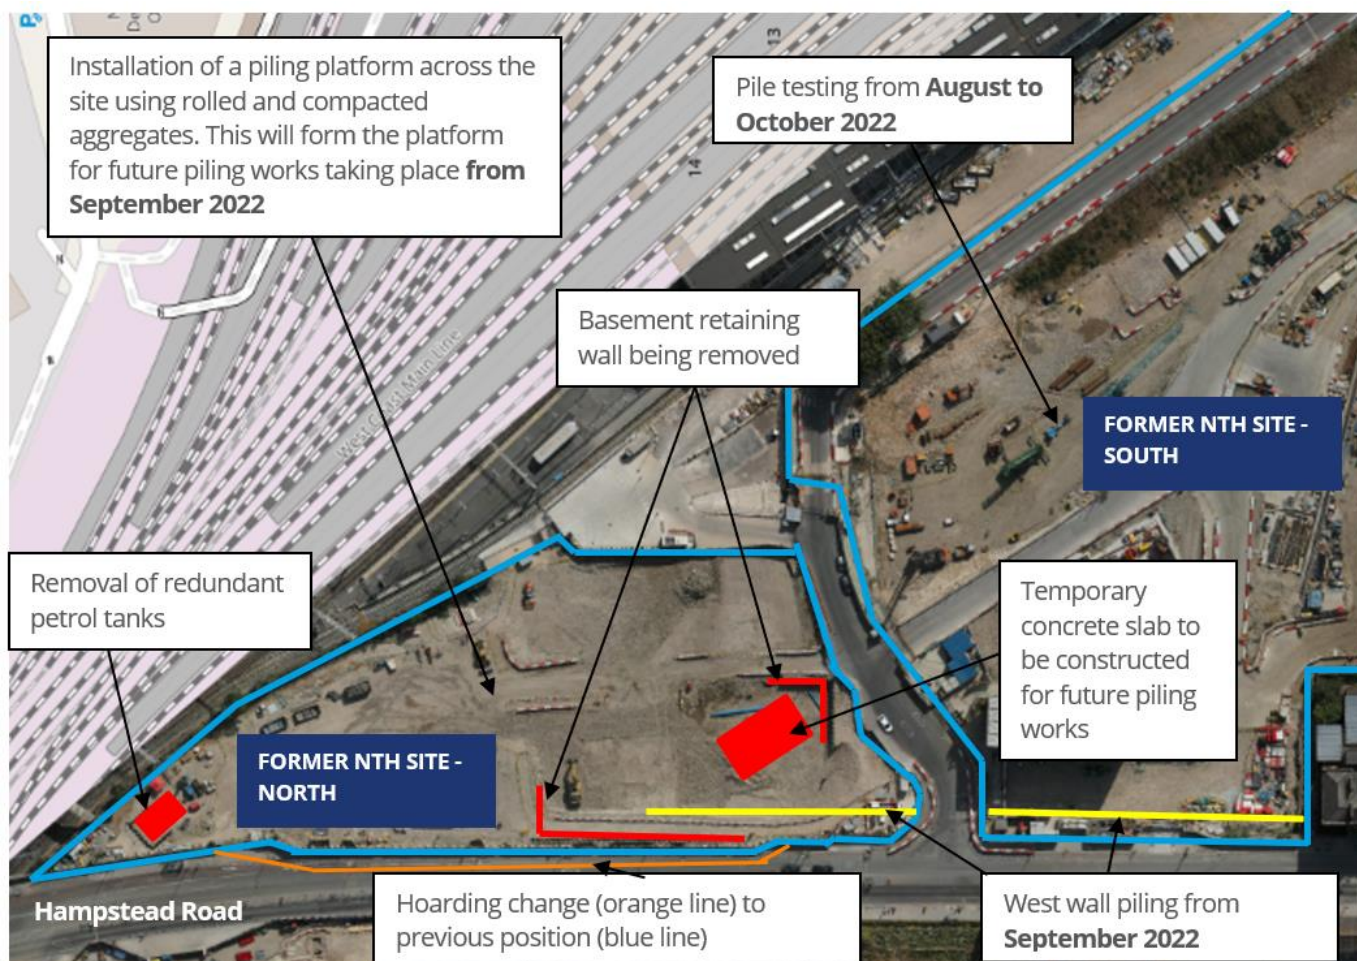 Installation of a piling platform across the
site using rolled and compacted
aggregates. This will form the platform
for future piling works taking place from
September 2022
13
Pile testing from August to
October 2022
14
Basement retaining
wall being removed
West Coast Main Line
FORMER NTH SITE -
SOUTH
Removal of redundant
petrol tanks
Temporary
concrete slab to
be constructed
for future piling
works
FORMER NTH SITE -
NORTH
Hampstead Road
Hoarding change (orange line) to
previous position (blue line)
West wall piling from
September 2022